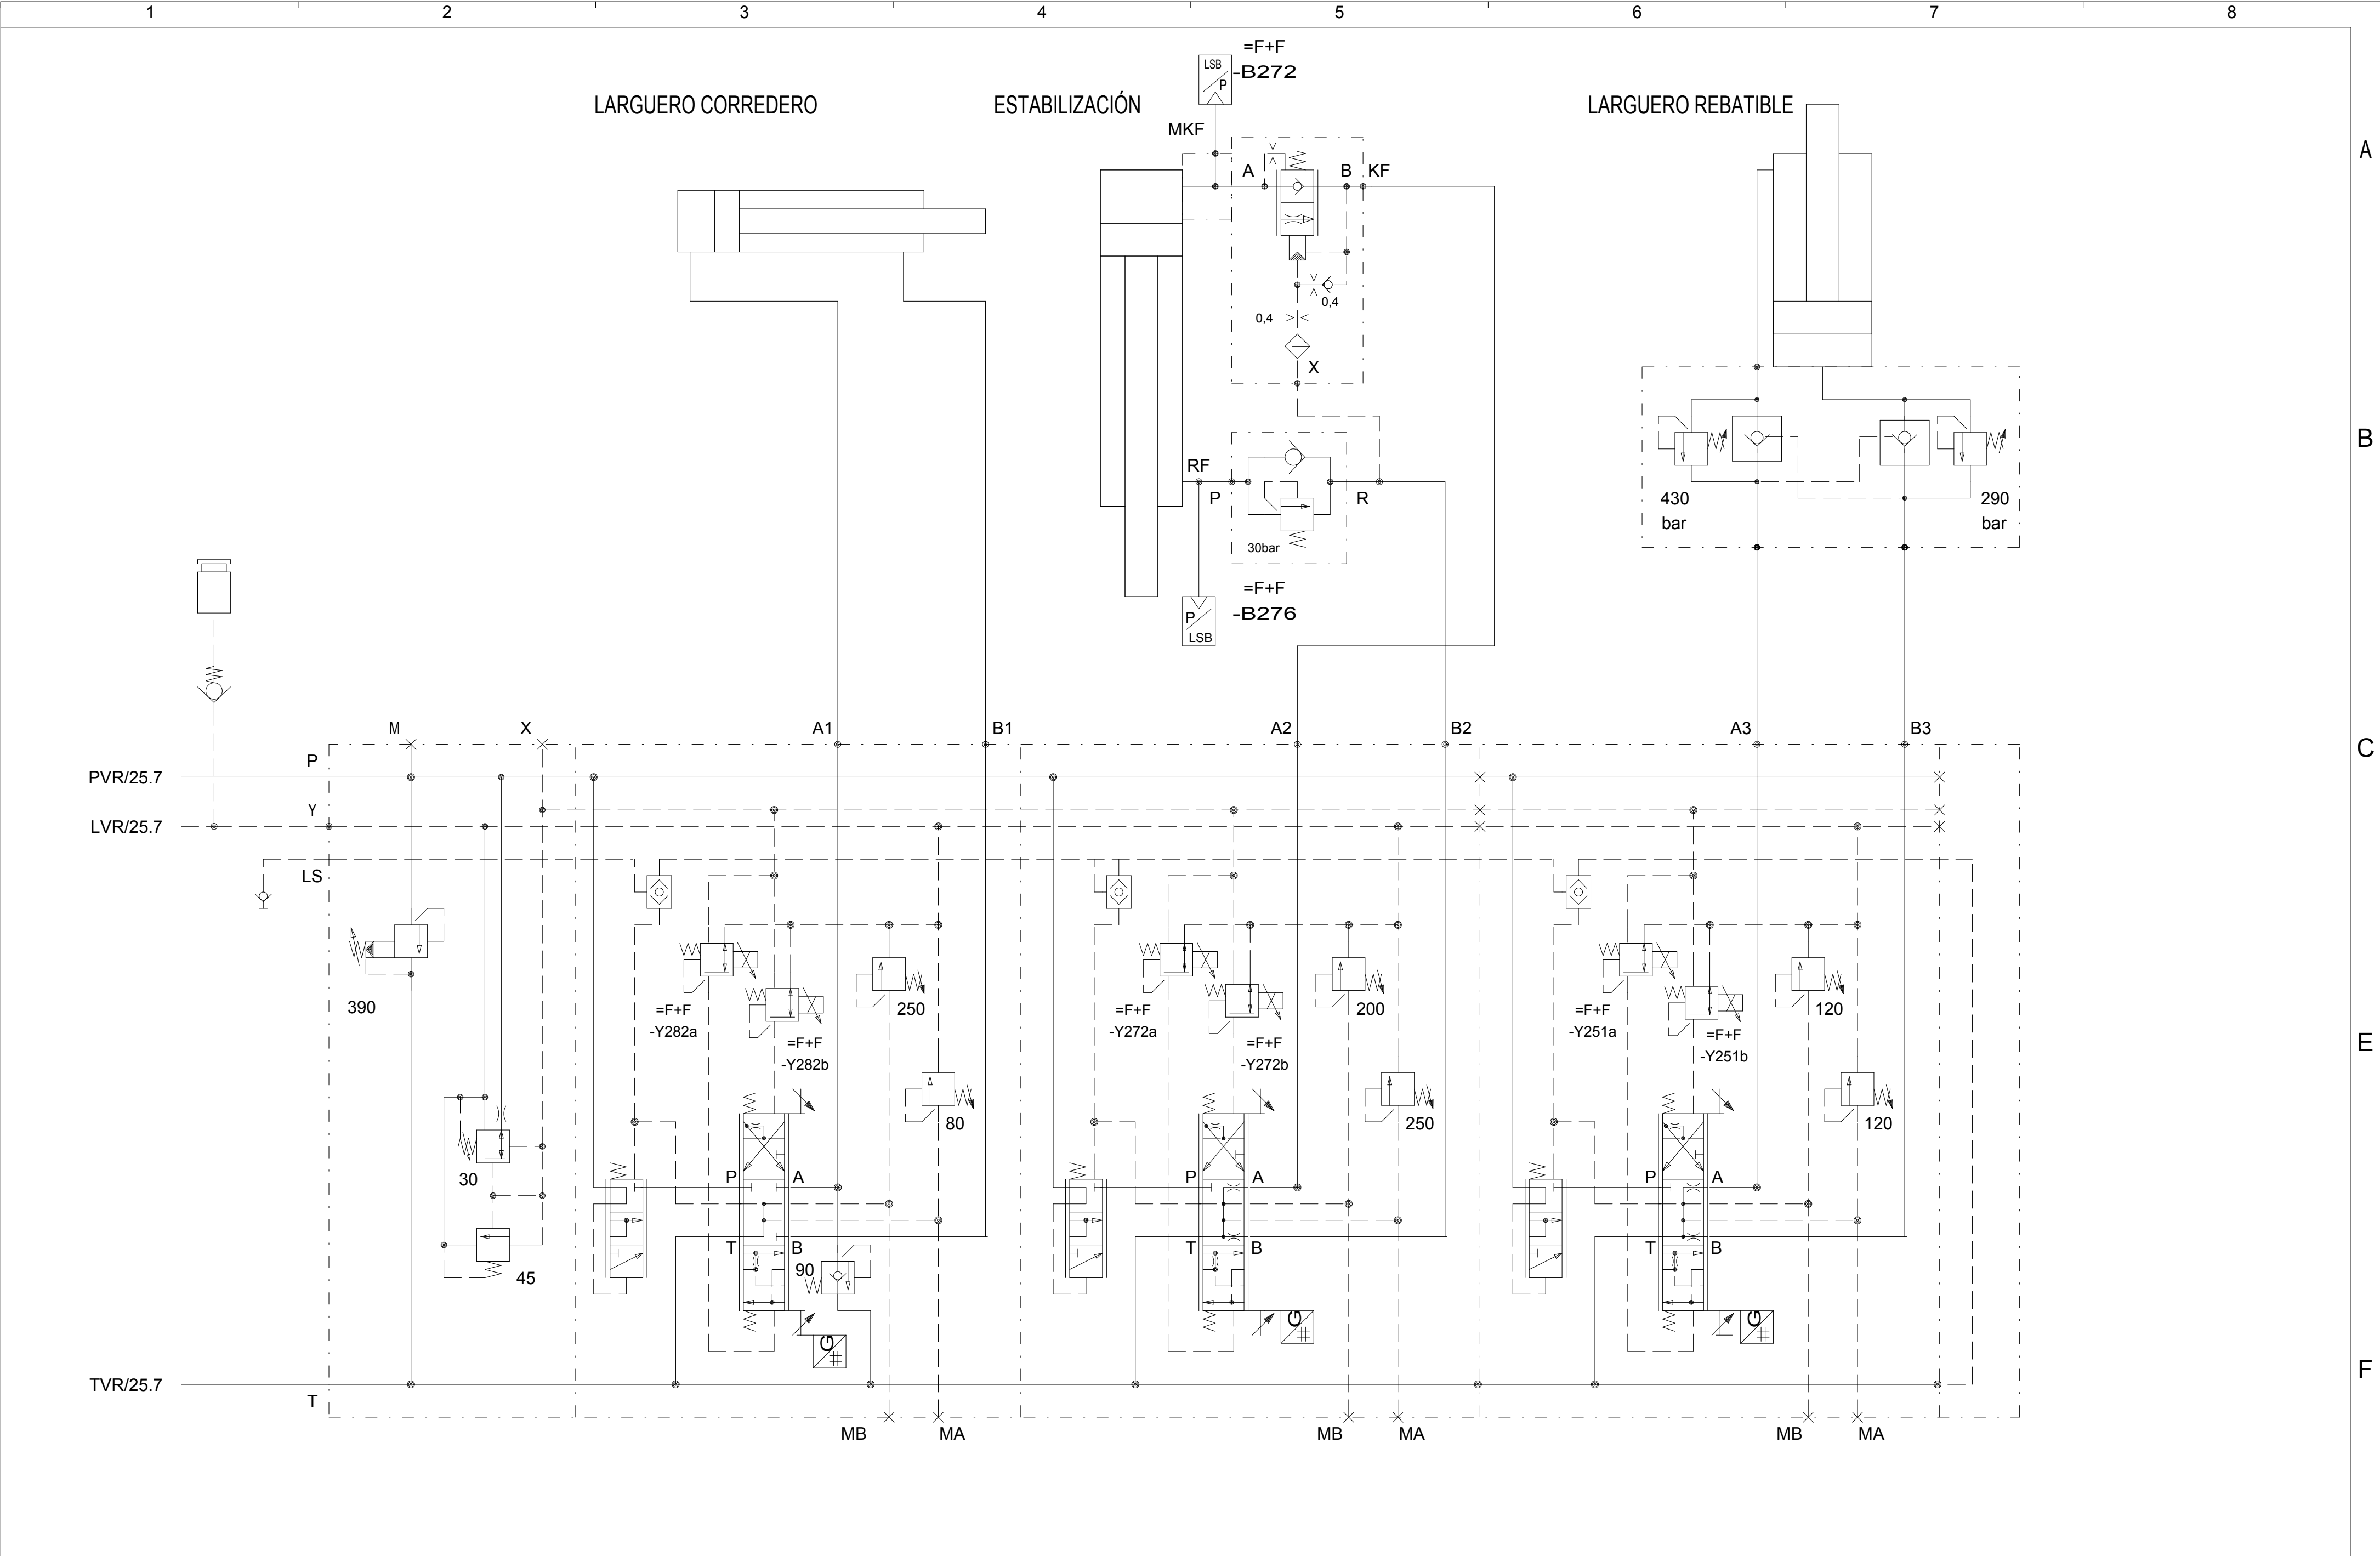 1 2 3 4 5 6 7 8
=F+F
-B272
LSB
P
LARGUERO CORREDERO
ESTABILIZACIÓN
LARGUERO REBATIBLE
MKF
A
A
B
KF
0,4
0,4
X
B
RF
P
R
30bar
430
bar
290
bar
=F+F
-B276
P
LSB
M
X
A1
B1
A2
B2
A3
B3
C
P
PVR/25.7
Y
LVR/25.7
LS
390
=F+F
-Y282a
=F+F
-Y282b
250
80
=F+F
-Y272a
=F+F
-Y272b
200
250
=F+F
-Y251a
=F+F
-Y251b
120
120
E
30
45
P
A
T
B
90
G
#
P
A
T
B
G
#
P
A
T
B
G
#
TVR/25.7
T
F
MB
MA
MB
MA
MB
MA